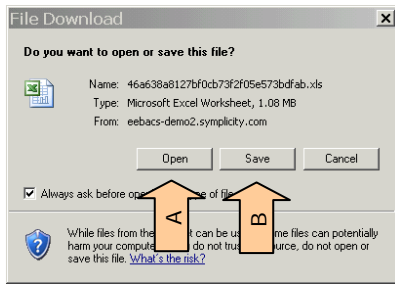 File Download
Do you want to open or save this file?
Name: 46a638a8127bf0cb73f2f05e573bdfab.xls
Type: Microsoft Excel Worksheet, 1.08 MB
From: eebacs-demo2.symplicity.com
Open Save Cancel
Always ask before ope e of file
A B
While files from the can be us me files can potentially
harm your compute do not trus ource, do not open or
save this file. What's the risk?